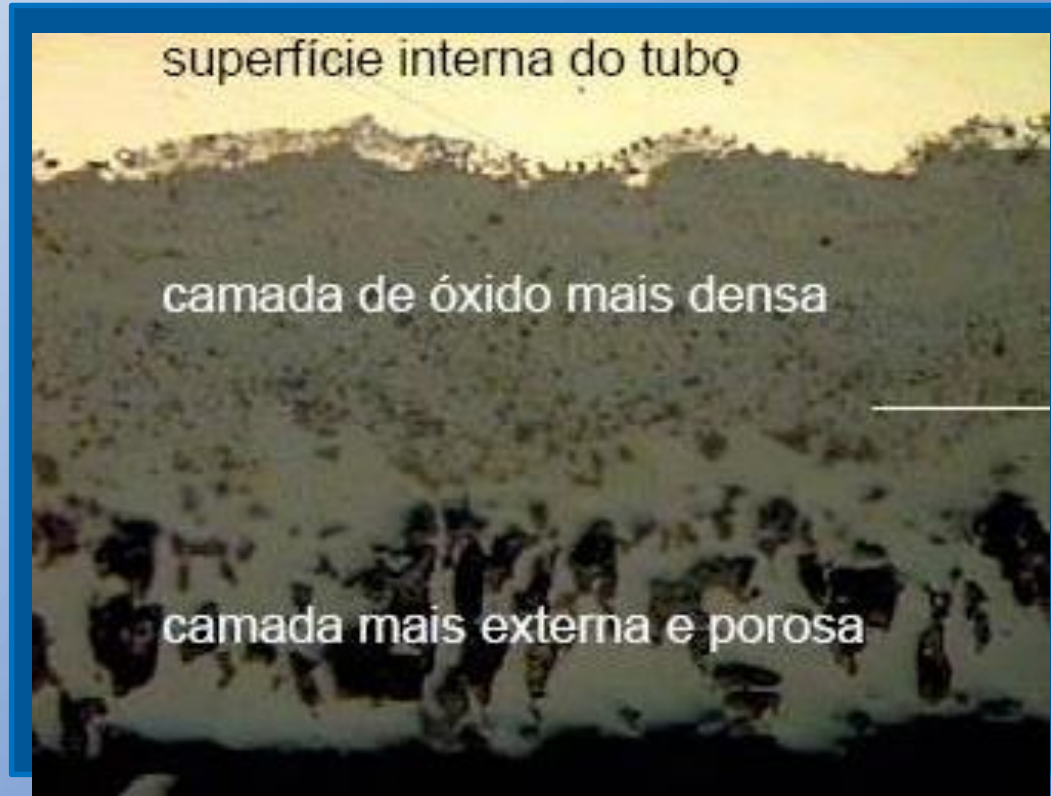 superfície interna do tubo
camada de óxido mais densa
camada mais externa e porosa